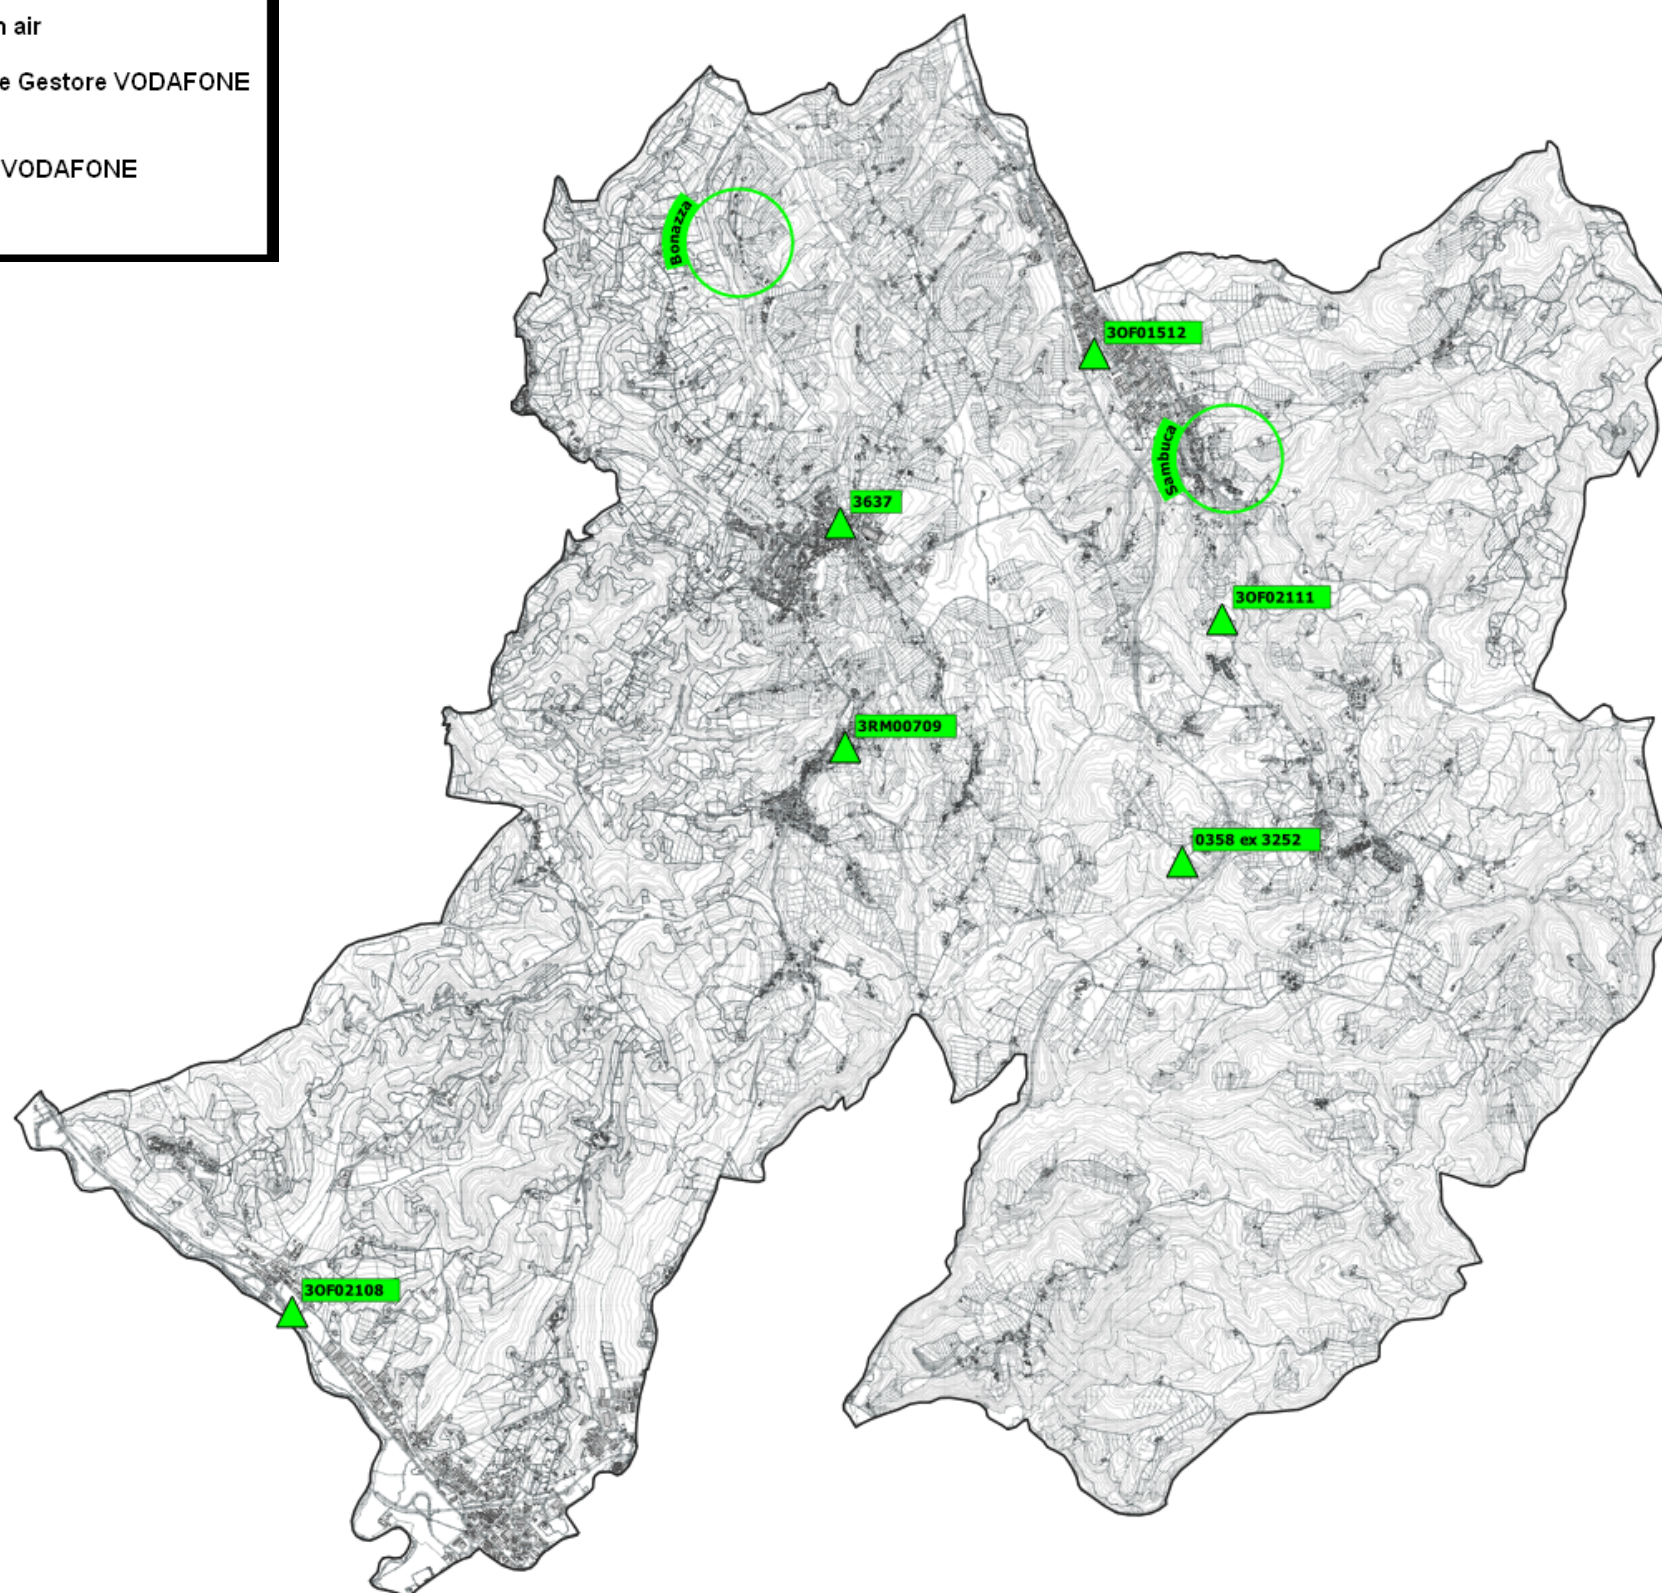 n air
e Gestore VODAFONE
VODAFONE
Bonazza
3OF01512
Sambuca
3637
3OF02111
3RM00709
0358 ex 3252
3OF02108